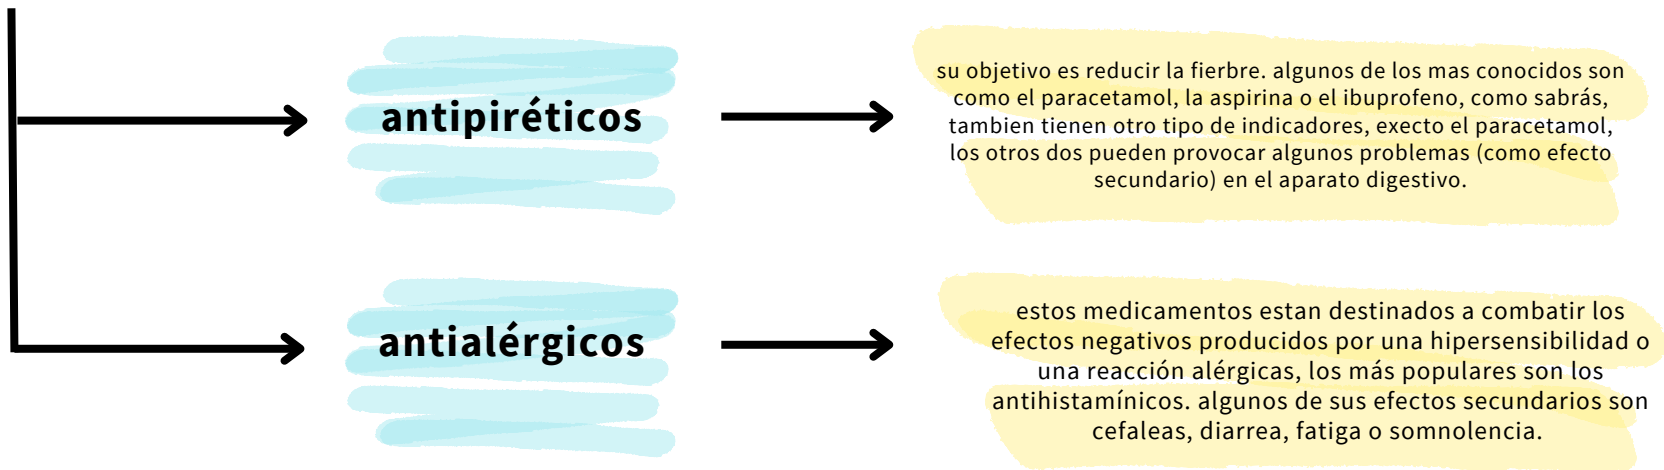 antipiréticos
su objetivo es reducir la fierbre. algunos de los mas conocidos son
como el paracetamol, la aspirina o el ibuprofeno, como sabrás,
tambien tienen otro tipo de indicadores, execto el paracetamol,
los otros dos pueden provocar algunos problemas (como efecto
secundario) en el aparato digestivo.
antialérgicos
estos medicamentos estan destinados a combatir los
efectos negativos producidos por una hipersensibilidad o
una reacción alérgicas, los más populares son los
antihistamínicos. algunos de sus efectos secundarios son
cefaleas, diarrea, fatiga o somnolencia.